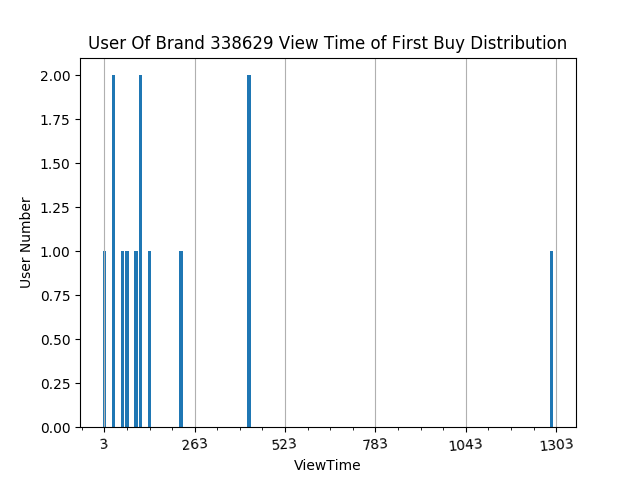 User Of Brand 338629 View Time of First Buy Distribution
2.00
1.75
1.50
1.25
1.00
0.75
0.50
0.25
0.00
User Number
3 263 523 783 1043 1303
ViewTime